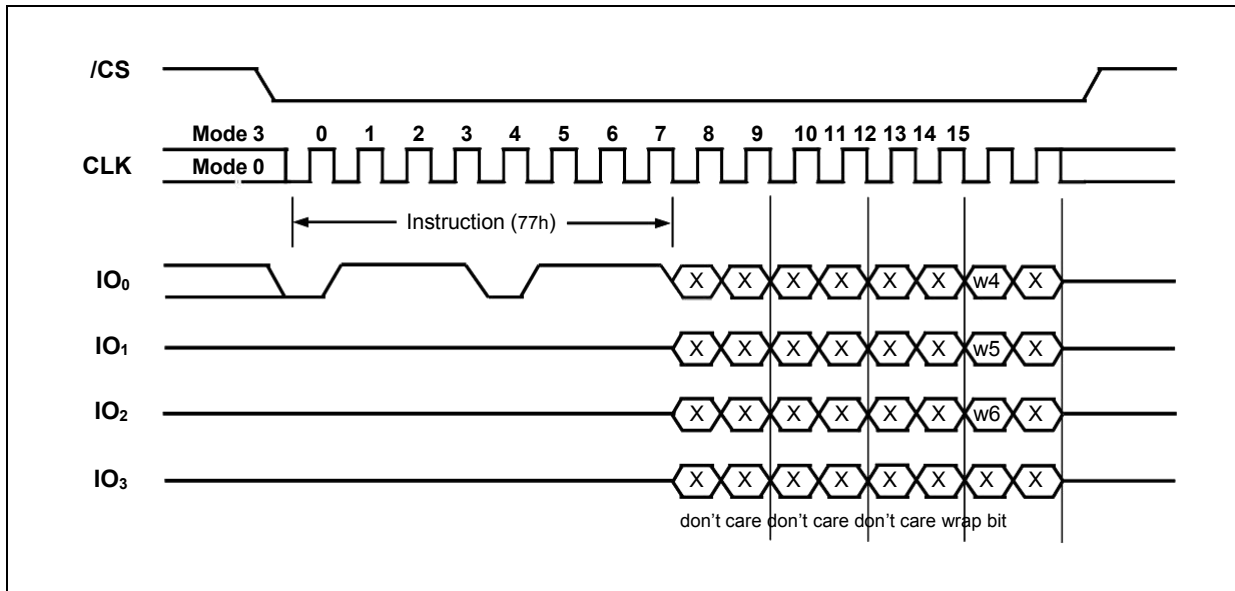 /CS
Mode 3 0 1 2 3 4 5 6 7 8 9 10 11 12 13 14 15
CLK Mode 0
Instruction (77h)
IO₀ X X X X X X w4 X
IO₁ X X X X X X w5 X
IO₂ X X X X X X w6 X
IO₃ X X X X X X X X
don't care don't care don't care wrap bit